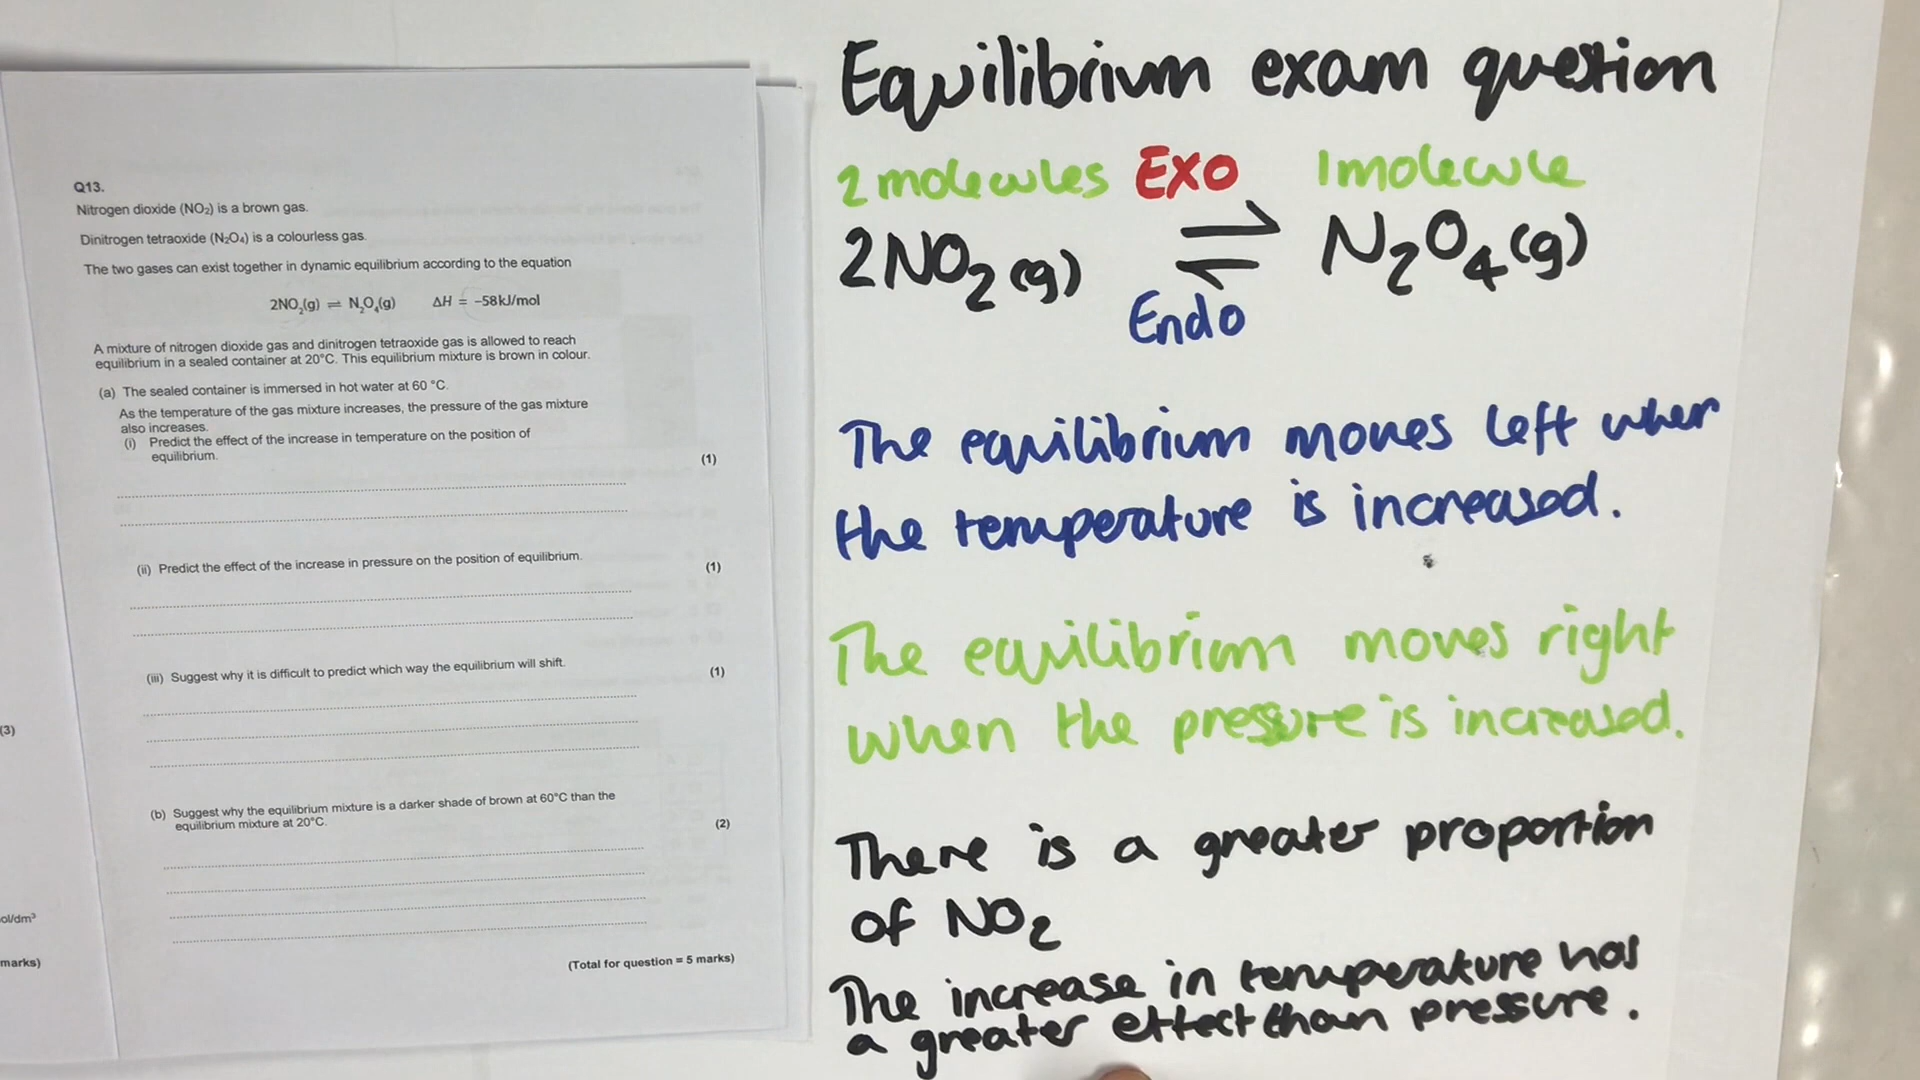 Q13.
Nitrogen dioxide (NO₂) is a brown gas.
Dinitrogen tetraoxide (N₂O₄) is a colourless gas.
The two gases can exist together in dynamic equilibrium according to the equation
2NO₂(g) ⇌ N₂O₄(g) ΔH = −58kJ/mol
A mixture of nitrogen dioxide gas and dinitrogen tetraoxide gas is allowed to reach
equilibrium in a sealed container at 20°C. This equilibrium mixture is brown in colour.
(a) The sealed container is immersed in hot water at 60 °C.
As the temperature of the gas mixture increases, the pressure of the gas mixture
also increases.
(i) Predict the effect of the increase in temperature on the position of
equilibrium.
(1)
(ii) Predict the effect of the increase in pressure on the position of equilibrium.
(1)
(iii) Suggest why it is difficult to predict which way the equilibrium will shift.
(1)
(b) Suggest why the equilibrium mixture is a darker shade of brown at 60°C than the
equilibrium mixture at 20°C.
(2)
(Total for question = 5 marks)
(3)
ol/dm³
marks)
Equilibrium exam question
2 molecules Exo 1 molecule
2NO₂(g) ⇌ N₂O₄(g)
Endo
The equilibrium moves left when
the temperature is increased.
The equilibrium moves right
when the pressure is increased.
There is a greater proportion
of NO₂
The increase in temperature has
a greater effect than pressure.